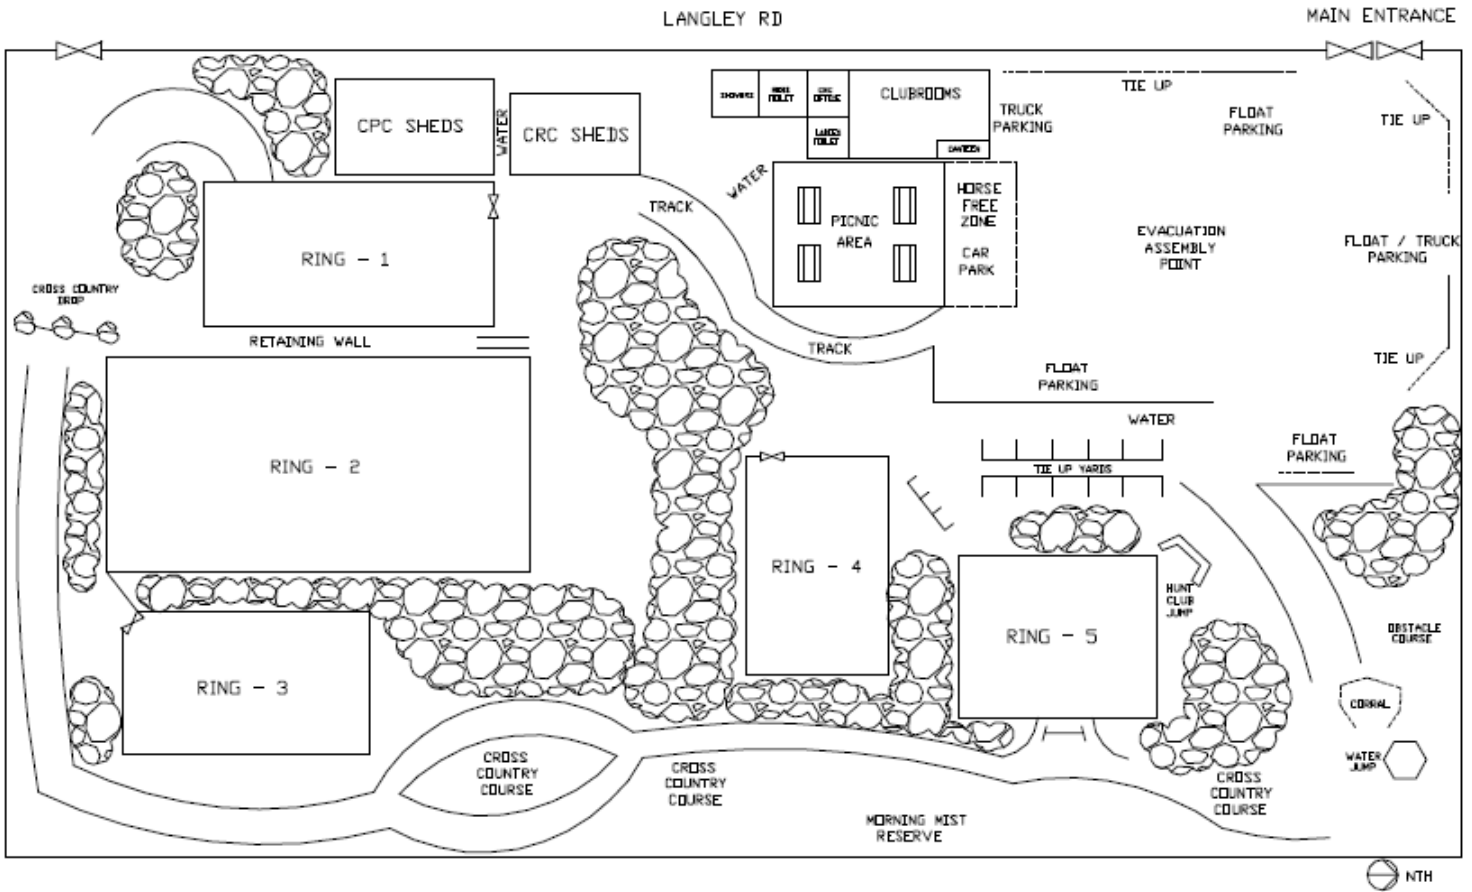 LANGLEY RD
MAIN ENTRANCE
TIE UP
CLUBROOMS
SHOWERS
TOILET
OFFICE
TOILET
CANTEEN
TRUCK
PARKING
FLOAT
PARKING
TIE UP
CPC SHEDS
WATER
CRC SHEDS
WATER
TRACK
PICNIC
AREA
HORSE
FREE
ZONE
CAR
PARK
EVACUATION
ASSEMBLY
POINT
FLOAT / TRUCK
PARKING
RING - 1
CROSS COUNTRY
DROP
RETAINING WALL
TRACK
TIE UP
FLOAT
PARKING
WATER
FLOAT
PARKING
TIE UP YARDS
RING - 2
RING - 4
HUNT
CLUB
JUMP
RING - 5
OBSTACLE
COURSE
RING - 3
CORRAL
WATER
JUMP
CROSS
COUNTRY
COURSE
CROSS
COUNTRY
COURSE
CROSS
COUNTRY
COURSE
MORNING MIST
RESERVE
NTH